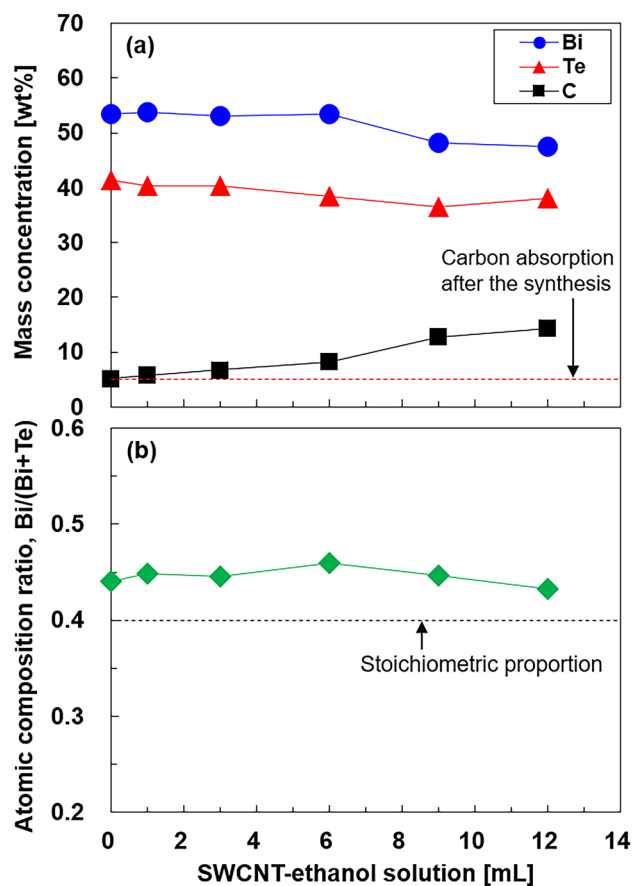 70
60
50
40
30
20
10
0
Mass concentration [wt%]
(a)
Bi
Te
C
Carbon absorption
after the synthesis
0.6
0.5
0.4
0.3
0.2
Atomic composition ratio, Bi/(Bi+Te)
(b)
Stoichiometric proportion
0 2 4 6 8 10 12 14
SWCNT-ethanol solution [mL]